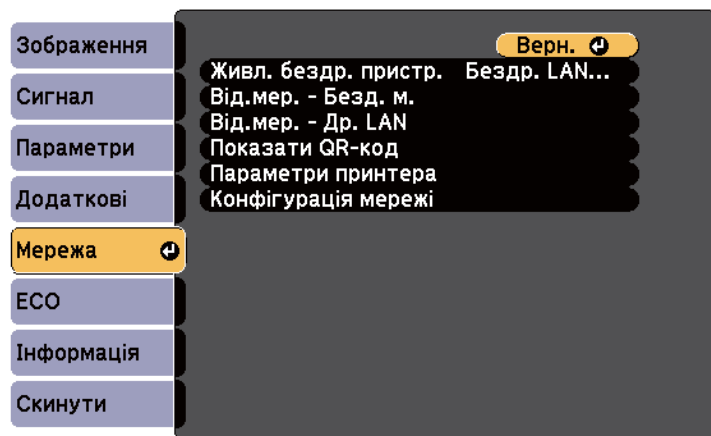 Зображення
Сигнал
Параметри
Додаткові
Мережа
ECO
Інформація
Скинути
Верн.
Живл. бездр. пристр. Бездр. LAN...
Від.мер. - Безд. м.
Від.мер. - Др. LAN
Показати QR-код
Параметри принтера
Конфігурація мережі